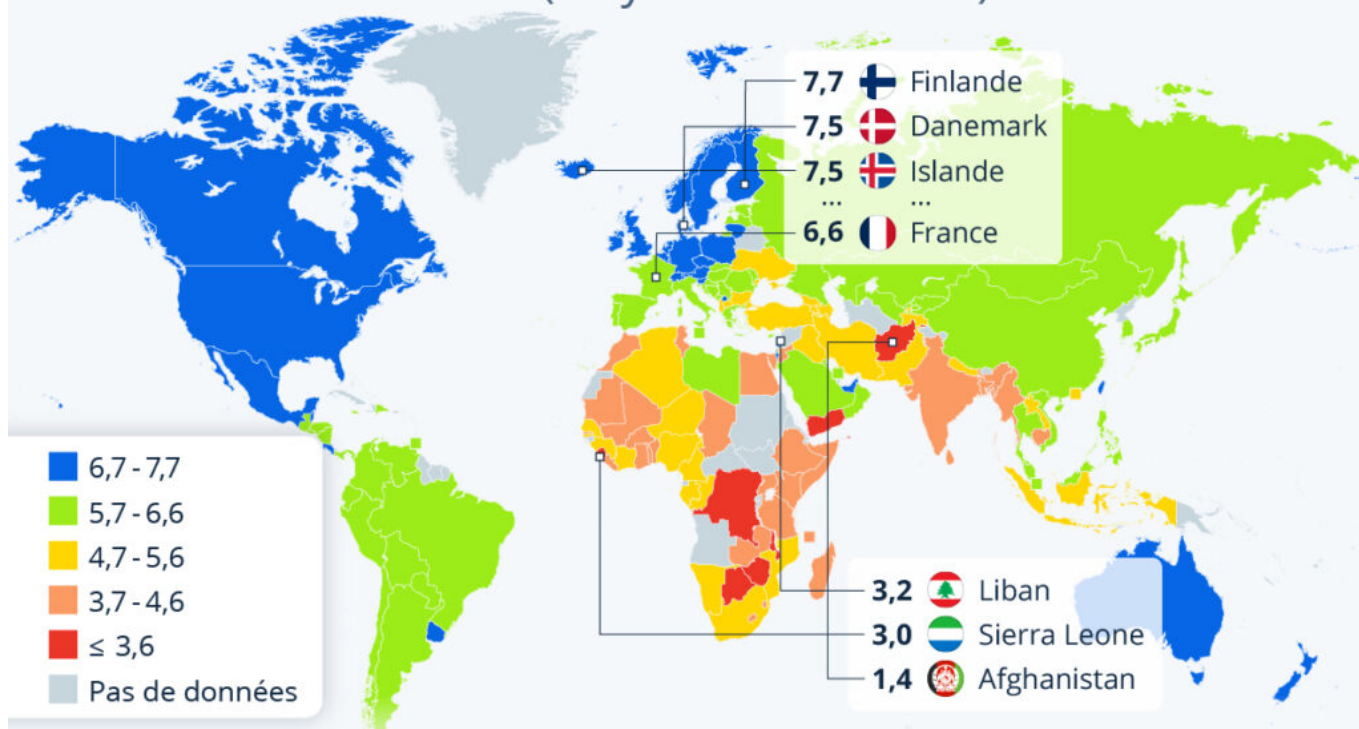 7,7 Finlande
7,5 Danemark
7,5 Islande
... ...
6,6 France
6,7 - 7,7
5,7 - 6,6
4,7 - 5,6
3,7 - 4,6
≤ 3,6
Pas de données
3,2 Liban
3,0 Sierra Leone
1,4 Afghanistan